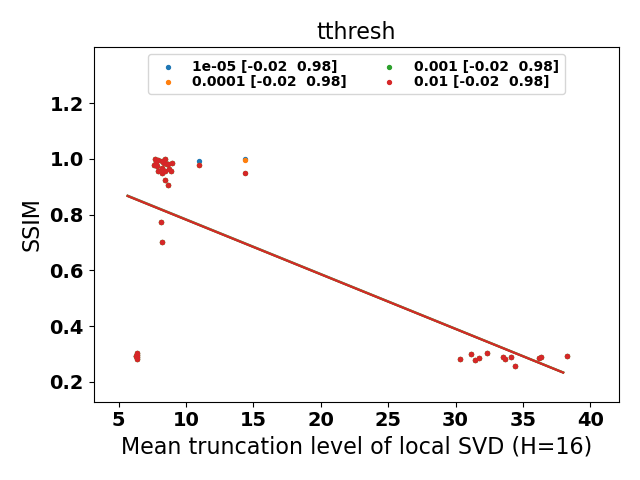 tthresh
1e-05 [-0.02  0.98]
0.0001 [-0.02  0.98]
0.001 [-0.02  0.98]
0.01 [-0.02  0.98]
1.2
1.0
0.8
0.6
0.4
0.2
SSIM
5 10 15 20 25 30 35 40
Mean truncation level of local SVD (H=16)